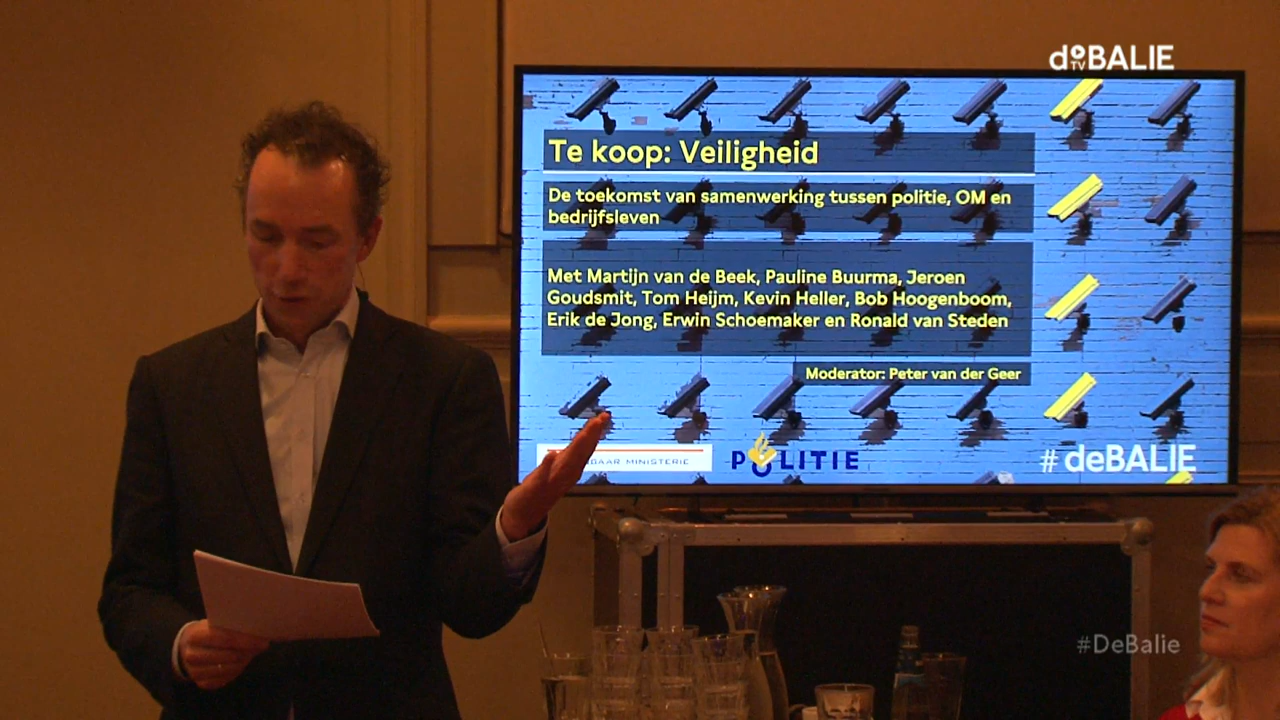 deBALIE
TV
Te koop: Veiligheid
De toekomst van samenwerking tussen politie, OM en
bedrijfsleven
Met Martijn van de Beek, Pauline Buurma, Jeroen
Goudsmit, Tom Heijm, Kevin Heller, Bob Hoogenboom,
Erik de Jong, Erwin Schoemaker en Ronald van Steden
Moderator: Peter van der Geer
BAAR MINISTERIE
POLITIE
# deBALIE
#DeBalie